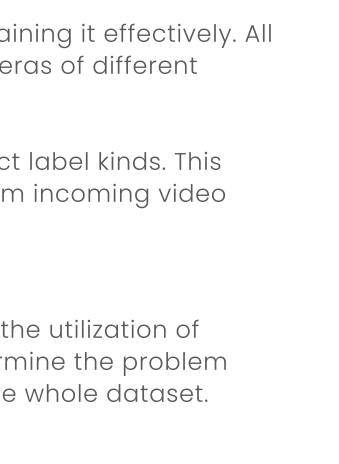 aining it effectively. All
eras of different
ct label kinds. This
m incoming video
the utilization of
rmine the problem
e whole dataset.